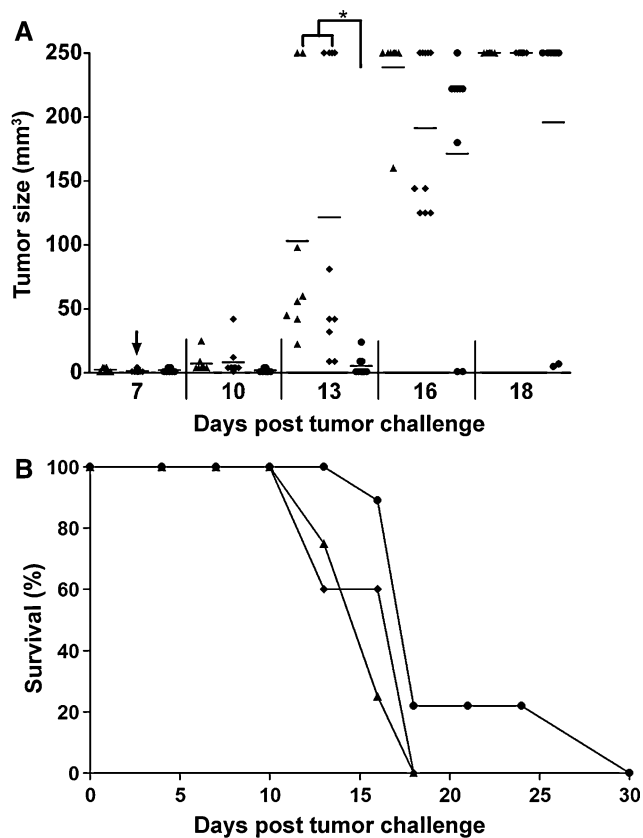 A
*
250
200
150
100
50
0
Tumor size (mm³)
7 10 13 16 18
Days post tumor challenge
B
100
80
60
40
20
0
Survival (%)
0 5 10 15 20 25 30
Days post tumor challenge